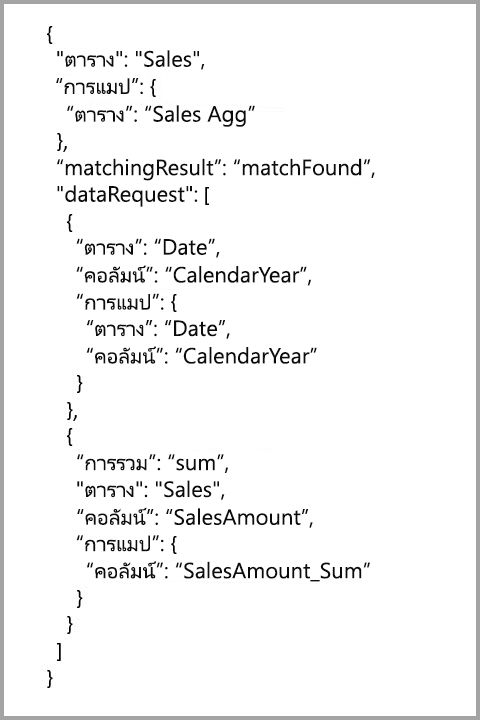 {
"ตาราง": "Sales",
“การแมป”: {
“ตาราง”: “Sales Agg”
},
“matchingResult”: “matchFound”,
"dataRequest": [
{
“ตาราง”: “Date”,
“คอลัมน์”: “CalendarYear”,
“การแมป”: {
“ตาราง”: “Date”,
“คอลัมน์”: “CalendarYear”
}
},
{
“การรวม”: “sum”,
"ตาราง": "Sales",
“คอลัมน์”: “SalesAmount”,
“การแมป”: {
“คอลัมน์”: “SalesAmount_Sum”
}
}
]
}